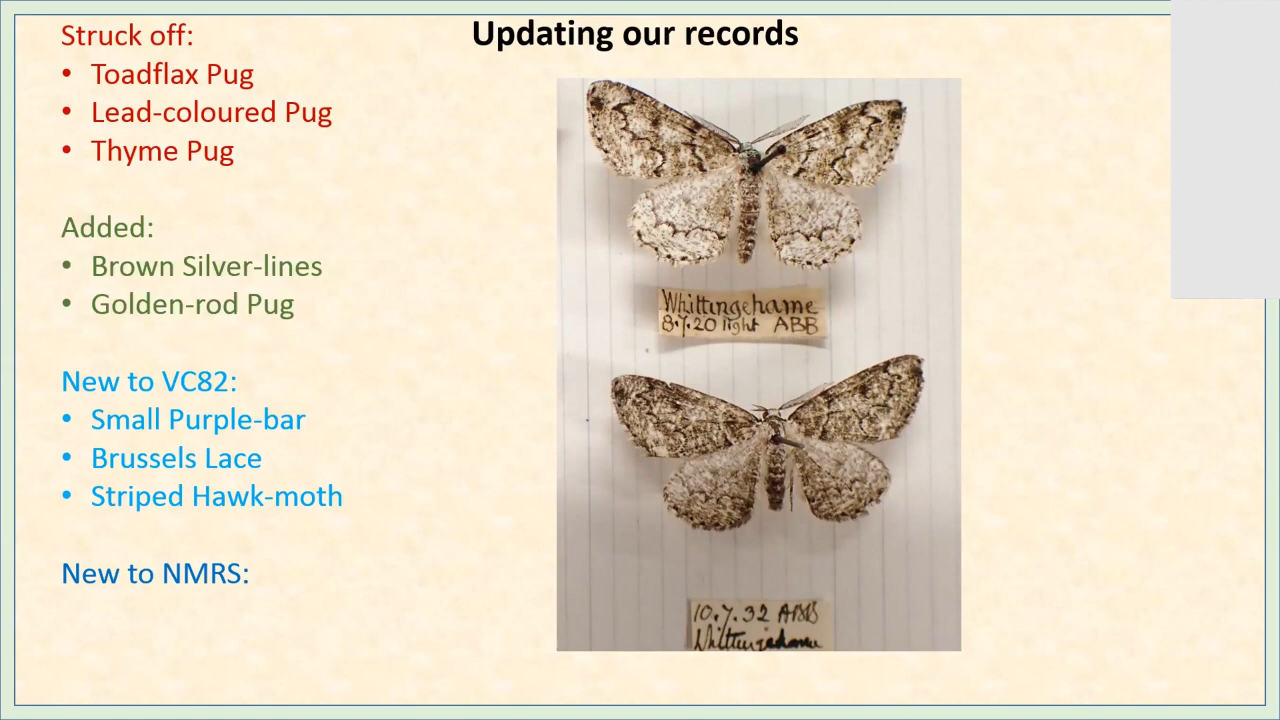 Updating our records
Struck off:
• Toadflax Pug
• Lead-coloured Pug
• Thyme Pug
Added:
• Brown Silver-lines
• Golden-rod Pug
New to VC82:
• Small Purple-bar
• Brussels Lace
• Striped Hawk-moth
New to NMRS:
Whittingehame
8.7.20 light ABB
10.7.32 ABB
Whittingehame